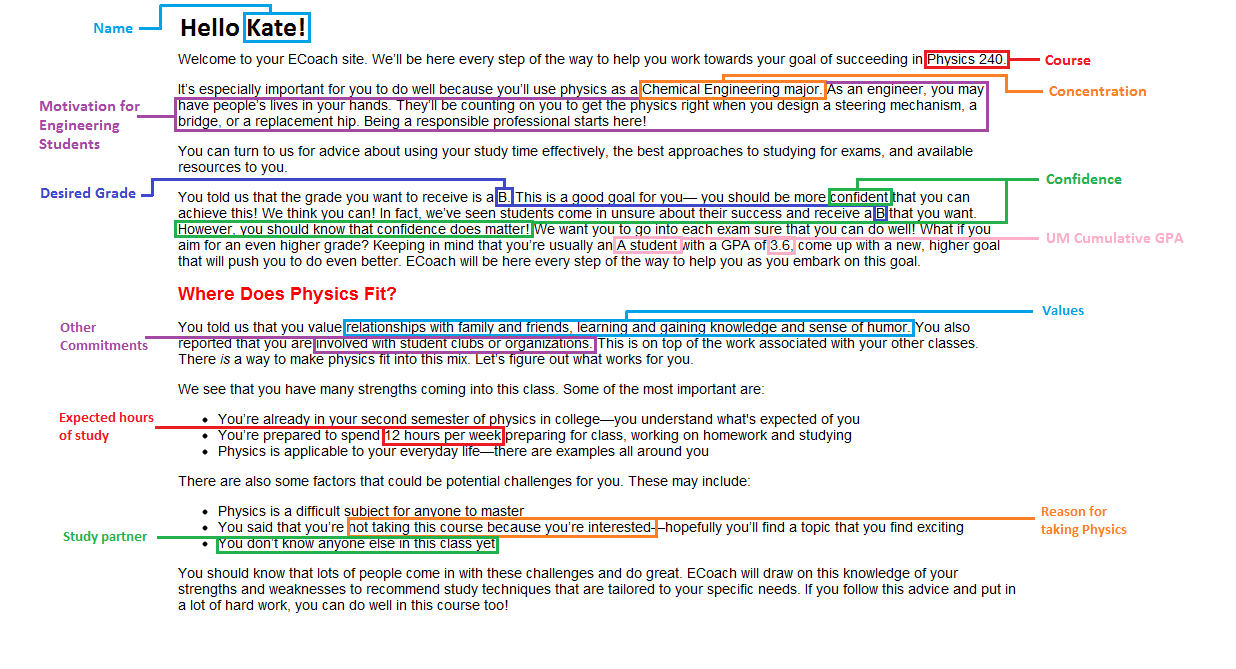 Name
Hello Kate!
Welcome to your ECoach site. We'll be here every step of the way to help you work towards your goal of succeeding in Physics 240.
Course
It's especially important for you to do well because you'll use physics as a Chemical Engineering major. As an engineer, you may
have people's lives in your hands. They'll be counting on you to get the physics right when you design a steering mechanism, a
bridge, or a replacement hip. Being a responsible professional starts here!
Concentration
Motivation for
Engineering
Students
You can turn to us for advice about using your study time effectively, the best approaches to studying for exams, and available
resources to you.
Desired Grade
You told us that the grade you want to receive is a B. This is a good goal for you— you should be more confident that you can
achieve this! We think you can! In fact, we've seen students come in unsure about their success and receive a B that you want.
However, you should know that confidence does matter! We want you to go into each exam sure that you can do well! What if you
aim for an even higher grade? Keeping in mind that you're usually an A student with a GPA of 3.6, come up with a new, higher goal
that will push you to do even better. ECoach will be here every step of the way to help you as you embark on this goal.
Confidence
UM Cumulative GPA
Where Does Physics Fit?
Values
Other
Commitments
You told us that you value relationships with family and friends, learning and gaining knowledge and sense of humor. You also
reported that you are involved with student clubs or organizations. This is on top of the work associated with your other classes.
There is a way to make physics fit into this mix. Let's figure out what works for you.
We see that you have many strengths coming into this class. Some of the most important are:
Expected hours
of study
• You're already in your second semester of physics in college—you understand what's expected of you
• You're prepared to spend 12 hours per week preparing for class, working on homework and studying
• Physics is applicable to your everyday life—there are examples all around you
There are also some factors that could be potential challenges for you. These may include:
• Physics is a difficult subject for anyone to master
• You said that you're not taking this course because you're interested-—hopefully you'll find a topic that you find exciting
• You don't know anyone else in this class yet
Reason for
taking Physics
Study partner
You should know that lots of people come in with these challenges and do great. ECoach will draw on this knowledge of your
strengths and weaknesses to recommend study techniques that are tailored to your specific needs. If you follow this advice and put in
a lot of hard work, you can do well in this course too!